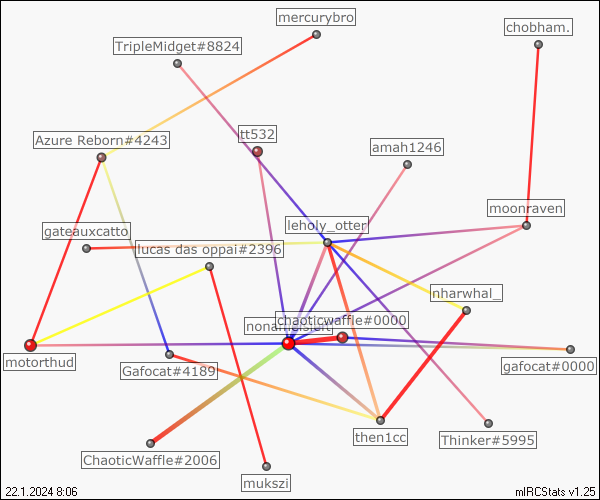 mercurybro
chobham.
TripleMidget#8824
tt532
Azure Reborn#4243
amah1246
moonraven
leholy_otter
gateauxcatto
lucas das oppai#2396
nharwhal_
chaoticwaffle#0000
motorthud
Gafocat#4189
gafocat#0000
then1cc
Thinker#5995
ChaoticWaffle#2006
mukszi
22.1.2024 8:06
mIRCStats v1.25